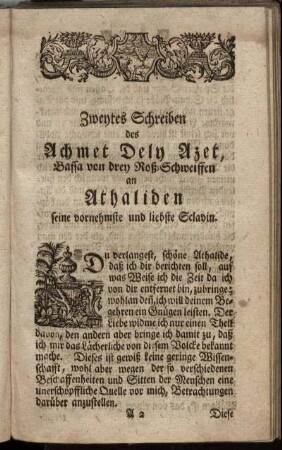 Zweytes Schreiben
des
Achmet Dely Azet,
Bassa von drey Roß-Schweiffen
an
Athaliden
seine vornehmste und liebste Sclavin.
Du verlangest, schöne Athalide,
daß ich dir berichten soll, auf
was Weise ich die Zeit da ich
von dir entfernet bin, zubringe:
wohlan deñ, ich will deinem Be-
gehren ein Gnügen leisten. Der
Liebe widme ich nur einen Theil
davon, den andern aber bringe ich damit zu, daß
ich mir das Lächerliche von diesem Volcke bekannt
mache. Dieses ist gewiß keine geringe Wissen-
schafft, wohl aber wegen der so verschiedenen
Beschaffenheiten und Sitten der Menschen eine
unerschöpffliche Quelle vor mich, Betrachtungen
darüber anzustellen.
A 2 Diese